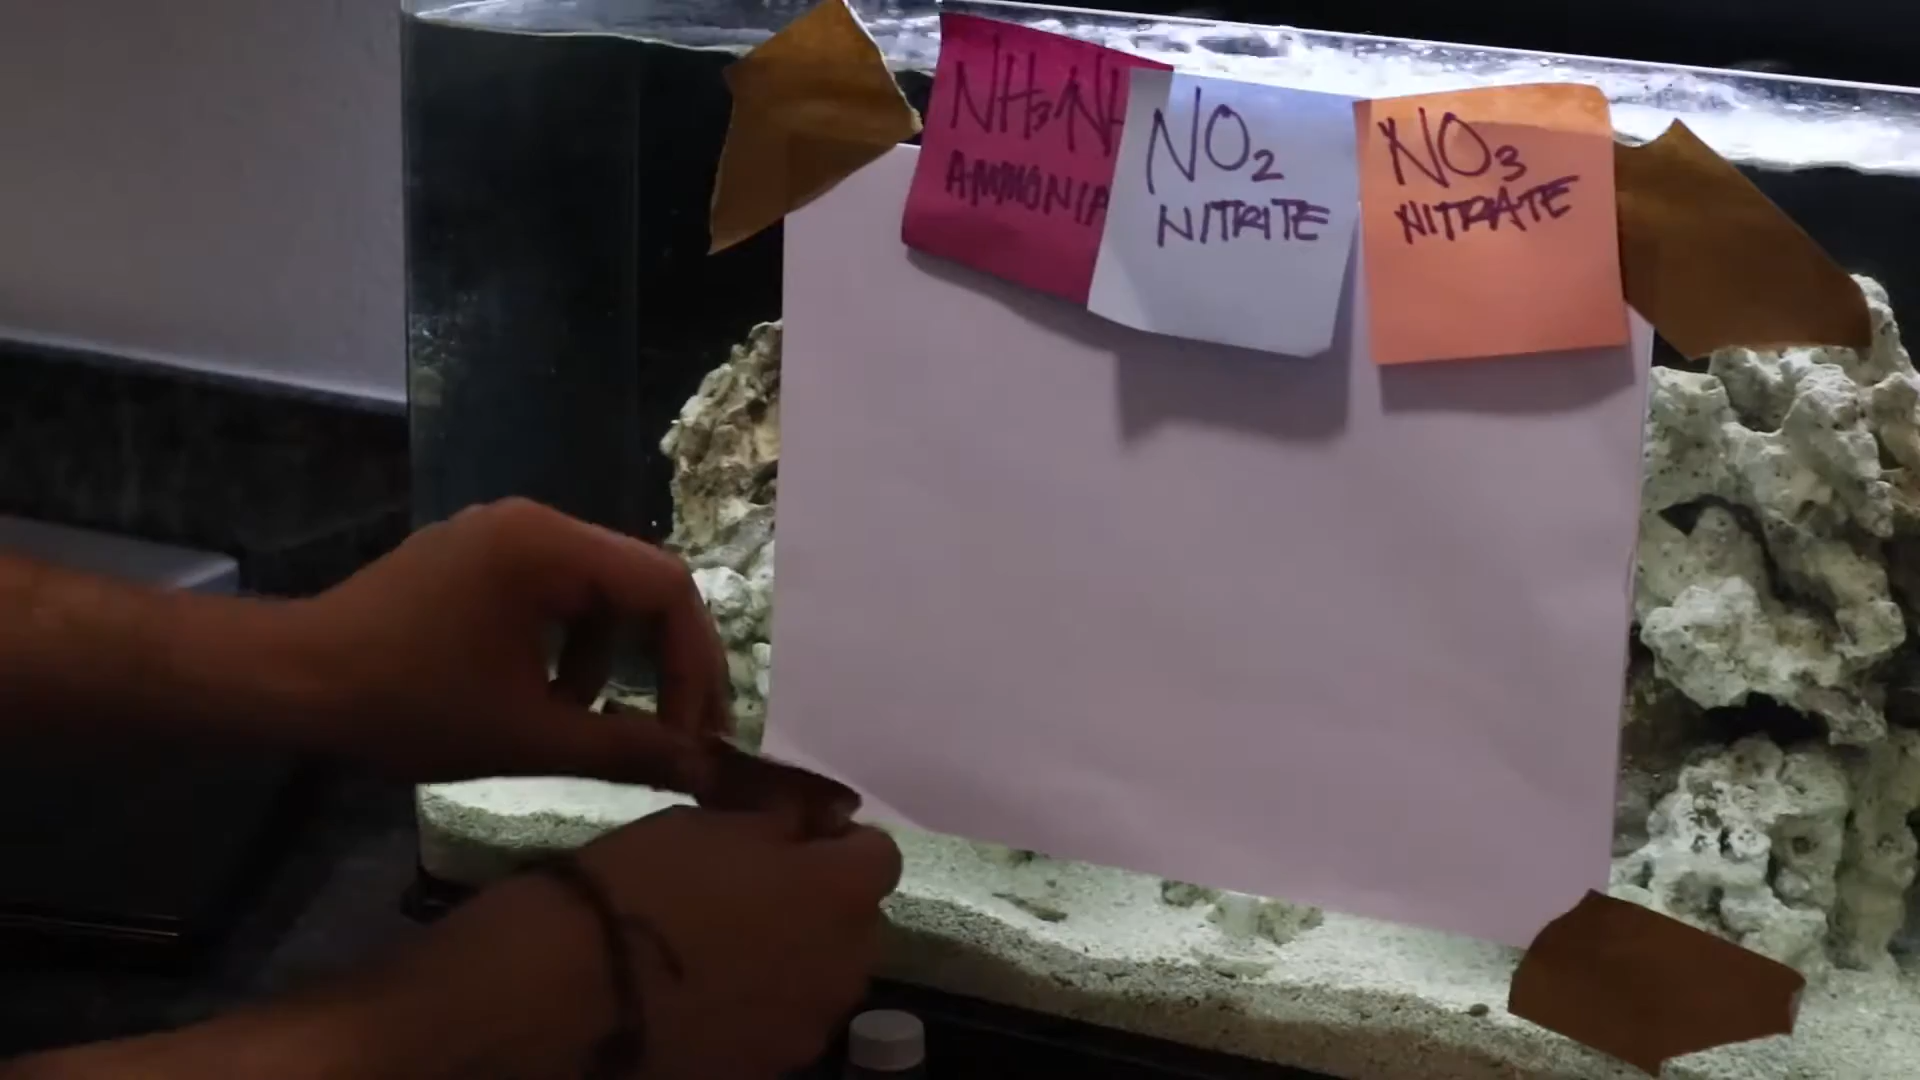 NH₃/NH
AMMONIA
NO₂
NITRITE
NO₃
NITRATE